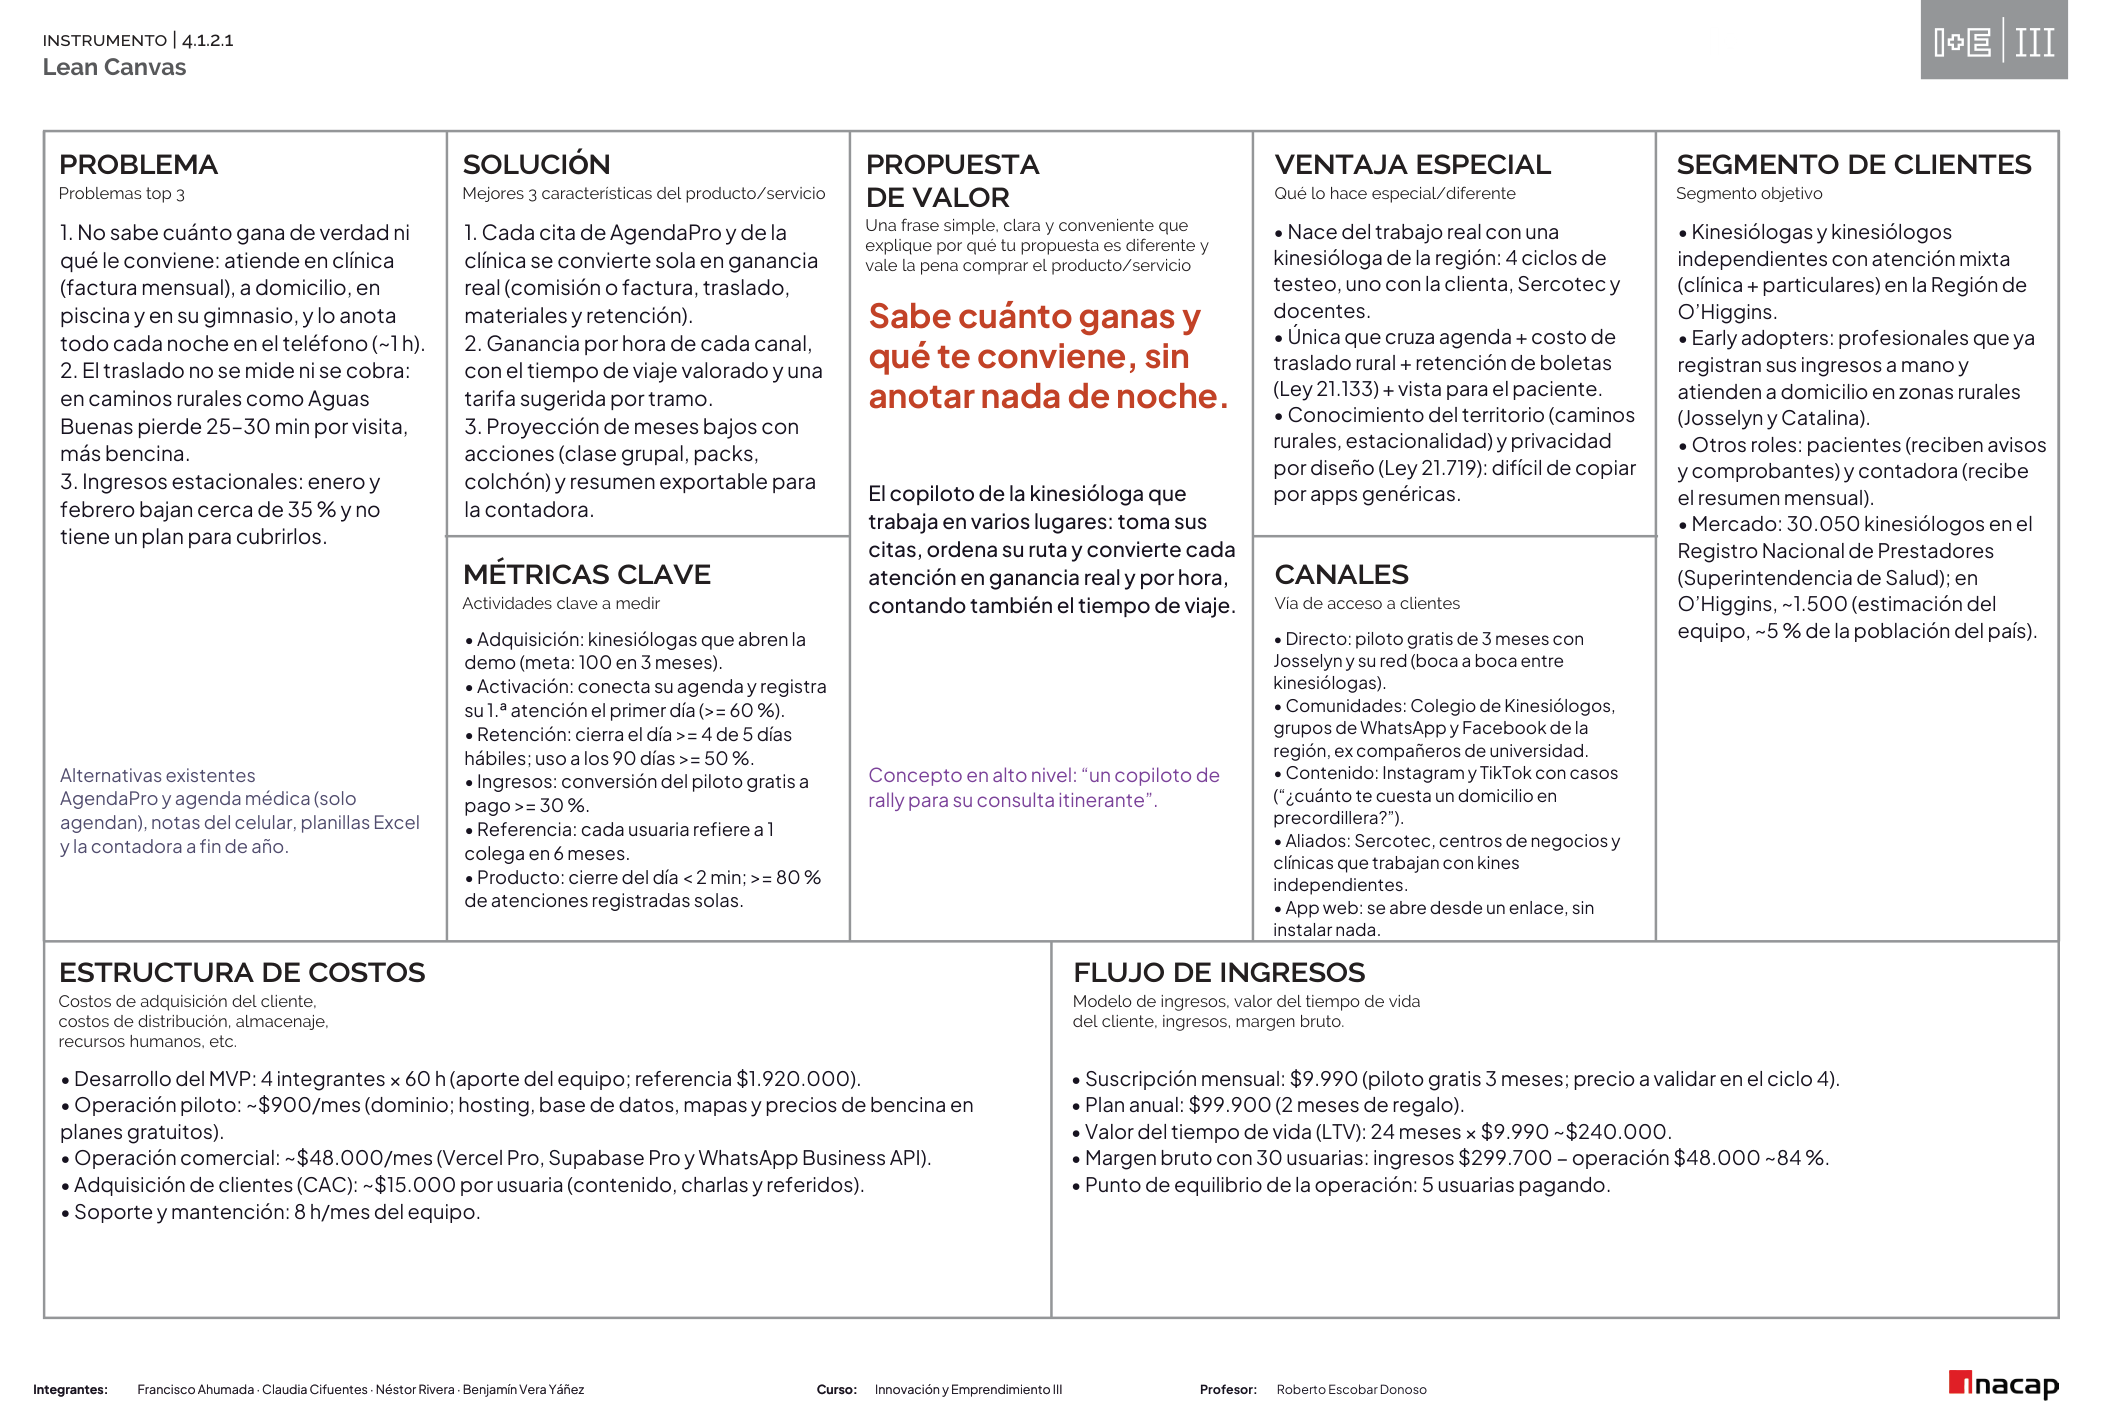 INSTRUMENTO | 4.1.2.1
Lean Canvas
I+E | III
PROBLEMA
Problemas top 3
1. No sabe cuánto gana de verdad ni
qué le conviene: atiende en clínica
(factura mensual), a domicilio, en
piscina y en su gimnasio, y lo anota
todo cada noche en el teléfono (~1 h).
2. El traslado no se mide ni se cobra:
en caminos rurales como Aguas
Buenas pierde 25–30 min por visita,
más bencina.
3. Ingresos estacionales: enero y
febrero bajan cerca de 35 % y no
tiene un plan para cubrirlos.
Alternativas existentes
AgendaPro y agenda médica (solo
agendan), notas del celular, planillas Excel
y la contadora a fin de año.
SOLUCIÓN
Mejores 3 características del producto/servicio
1. Cada cita de AgendaPro y de la
clínica se convierte sola en ganancia
real (comisión o factura, traslado,
materiales y retención).
2. Ganancia por hora de cada canal,
con el tiempo de viaje valorado y una
tarifa sugerida por tramo.
3. Proyección de meses bajos con
acciones (clase grupal, packs,
colchón) y resumen exportable para
la contadora.
MÉTRICAS CLAVE
Actividades clave a medir
• Adquisición: kinesiólogas que abren la
demo (meta: 100 en 3 meses).
• Activación: conecta su agenda y registra
su 1.ª atención el primer día (>= 60 %).
• Retención: cierra el día >= 4 de 5 días
hábiles; uso a los 90 días >= 50 %.
• Ingresos: conversión del piloto gratis a
pago >= 30 %.
• Referencia: cada usuaria refiere a 1
colega en 6 meses.
• Producto: cierre del día < 2 min; >= 80 %
de atenciones registradas solas.
PROPUESTA
DE VALOR
Una frase simple, clara y conveniente que
explique por qué tu propuesta es diferente y
vale la pena comprar el producto/servicio
Sabe cuánto ganas y
qué te conviene, sin
anotar nada de noche.
El copiloto de la kinesióloga que
trabaja en varios lugares: toma sus
citas, ordena su ruta y convierte cada
atención en ganancia real y por hora,
contando también el tiempo de viaje.
Concepto en alto nivel: “un copiloto de
rally para su consulta itinerante”.
VENTAJA ESPECIAL
Qué lo hace especial/diferente
• Nace del trabajo real con una
kinesióloga de la región: 4 ciclos de
testeo, uno con la clienta, Sercotec y
docentes.
• Única que cruza agenda + costo de
traslado rural + retención de boletas
(Ley 21.133) + vista para el paciente.
• Conocimiento del territorio (caminos
rurales, estacionalidad) y privacidad
por diseño (Ley 21.719): difícil de copiar
por apps genéricas.
CANALES
Vía de acceso a clientes
• Directo: piloto gratis de 3 meses con
Josselyn y su red (boca a boca entre
kinesiólogas).
• Comunidades: Colegio de Kinesiólogos,
grupos de WhatsApp y Facebook de la
región, ex compañeros de universidad.
• Contenido: Instagram y TikTok con casos
(“¿cuánto te cuesta un domicilio en
precordillera?”).
• Aliados: Sercotec, centros de negocios y
clínicas que trabajan con kines
independientes.
• App web: se abre desde un enlace, sin
instalar nada.
SEGMENTO DE CLIENTES
Segmento objetivo
• Kinesiólogas y kinesiólogos
independientes con atención mixta
(clínica + particulares) en la Región de
O’Higgins.
• Early adopters: profesionales que ya
registran sus ingresos a mano y
atienden a domicilio en zonas rurales
(Josselyn y Catalina).
• Otros roles: pacientes (reciben avisos
y comprobantes) y contadora (recibe
el resumen mensual).
• Mercado: 30.050 kinesiólogos en el
Registro Nacional de Prestadores
(Superintendencia de Salud); en
O’Higgins, ~1.500 (estimación del
equipo, ~5 % de la población del país).
ESTRUCTURA DE COSTOS
Costos de adquisición del cliente,
costos de distribución, almacenaje,
recursos humanos, etc.
• Desarrollo del MVP: 4 integrantes × 60 h (aporte del equipo; referencia $1.920.000).
• Operación piloto: ~$900/mes (dominio; hosting, base de datos, mapas y precios de bencina en
planes gratuitos).
• Operación comercial: ~$48.000/mes (Vercel Pro, Supabase Pro y WhatsApp Business API).
• Adquisición de clientes (CAC): ~$15.000 por usuaria (contenido, charlas y referidos).
• Soporte y mantención: 8 h/mes del equipo.
FLUJO DE INGRESOS
Modelo de ingresos, valor del tiempo de vida
del cliente, ingresos, margen bruto.
• Suscripción mensual: $9.990 (piloto gratis 3 meses; precio a validar en el ciclo 4).
• Plan anual: $99.900 (2 meses de regalo).
• Valor del tiempo de vida (LTV): 24 meses × $9.990 ~$240.000.
• Margen bruto con 30 usuarias: ingresos $299.700 – operación $48.000 ~84 %.
• Punto de equilibrio de la operación: 5 usuarias pagando.
Integrantes: Francisco Ahumada · Claudia Cifuentes · Néstor Rivera · Benjamín Vera Yáñez
Curso: Innovación y Emprendimiento III
Profesor: Roberto Escobar Donoso
inacap